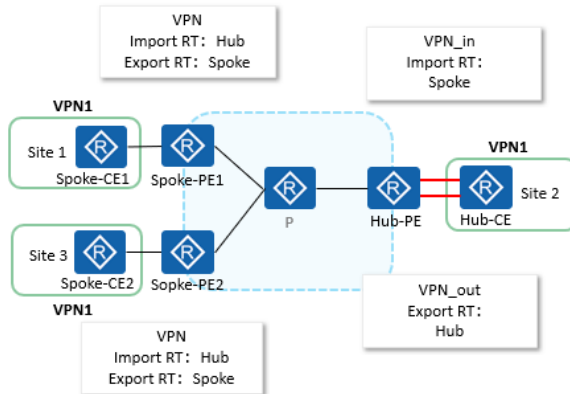 VPN
Import RT: Hub
Export RT: Spoke
VPN_in
Import RT:
Spoke
VPN1
Site 1
R
Spoke-CE1
R
Spoke-PE1
R
P
R
Hub-PE
VPN1
R
Hub-CE
Site 2
Site 3
R
Spoke-CE2
R
Sopke-PE2
VPN1
VPN_out
Export RT:
Hub
VPN
Import RT: Hub
Export RT: Spoke